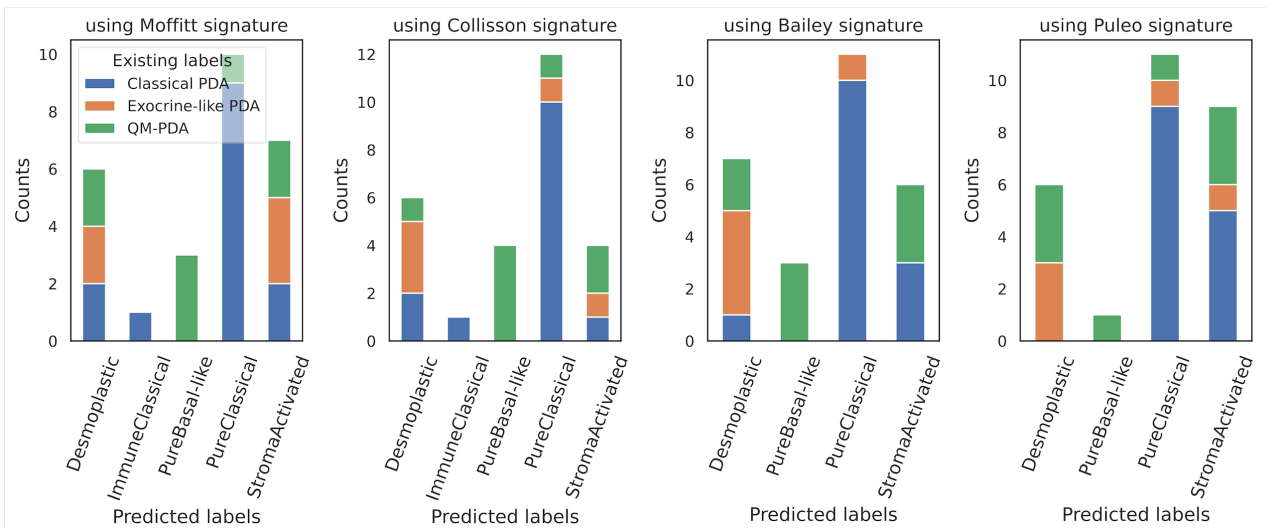 using Moffitt signature
Counts
10
8
6
4
2
0
Existing labels
Classical PDA
Exocrine-like PDA
QM-PDA
Desmoplastic
ImmuneClassical
PureBasal-like
PureClassical
StromaActivated
Predicted labels
using Collisson signature
Counts
12
10
8
6
4
2
0
Desmoplastic
ImmuneClassical
PureBasal-like
PureClassical
StromaActivated
Predicted labels
using Bailey signature
Counts
10
8
6
4
2
0
Desmoplastic
PureBasal-like
PureClassical
StromaActivated
Predicted labels
using Puleo signature
Counts
10
8
6
4
2
0
Desmoplastic
PureBasal-like
PureClassical
StromaActivated
Predicted labels